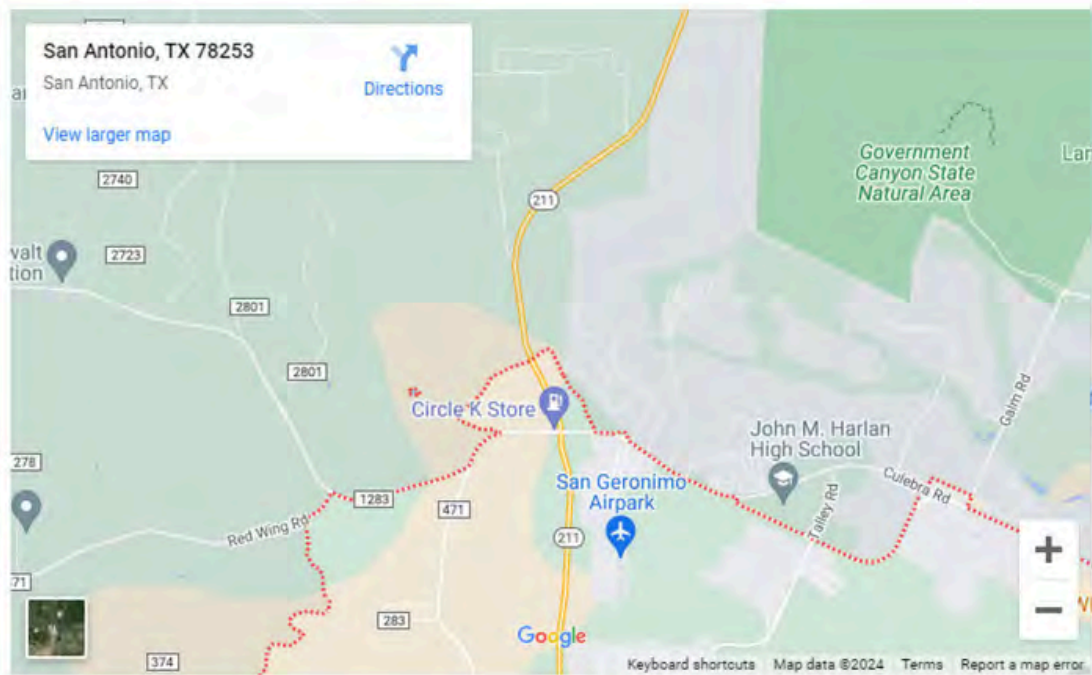 San Antonio, TX 78253
San Antonio, TX
Directions
View larger map
211
Government
Canyon State
Natural Area
2740
2723
2801
2801
Circle K Store
Galm Rd
John M. Harlan
High School
278
1283
471
San Geronimo
Airpark
Culebra Rd
Talley Rd
Red Wing Rd
211
283
374
Google
+
−
Keyboard shortcuts
Map data ©2024
Terms
Report a map error